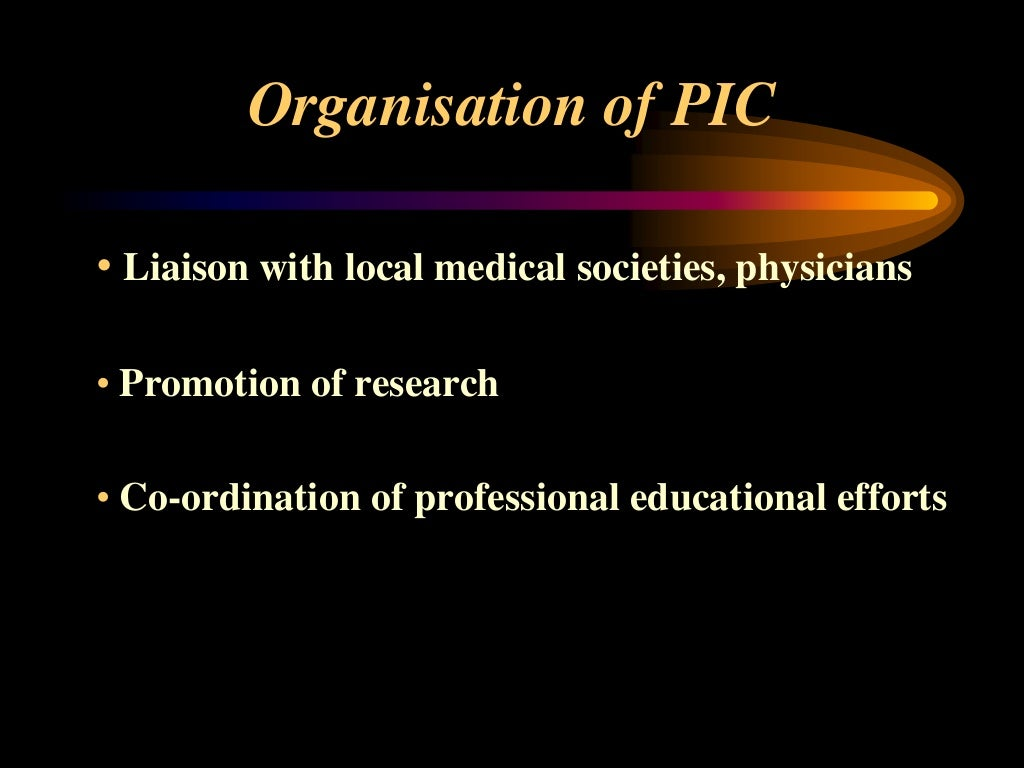 Organisation of PIC
• Liaison with local medical societies, physicians
• Promotion of research
• Co-ordination of professional educational efforts